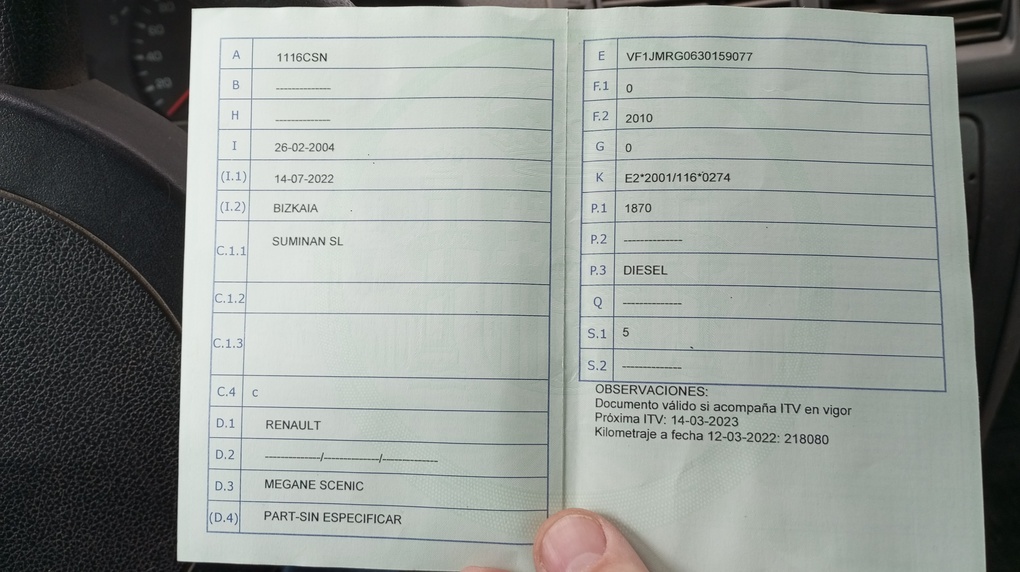 A 1116CSN
B --------------
H --------------
I 26-02-2004
(I.1) 14-07-2022
(I.2) BIZKAIA
C.1.1 SUMINAN SL
C.1.2
C.1.3
C.4 c
D.1 RENAULT
D.2 --------------/--------------/--------------
D.3 MEGANE SCENIC
(D.4) PART-SIN ESPECIFICAR
E VF1JMRG0630159077
F.1 0
F.2 2010
G 0
K E2*2001/116*0274
P.1 1870
P.2 --------------
P.3 DIESEL
Q --------------
S.1 5
S.2 --------------
OBSERVACIONES:
Documento válido si acompaña ITV en vigor
Próxima ITV: 14-03-2023
Kilometraje a fecha 12-03-2022: 218080